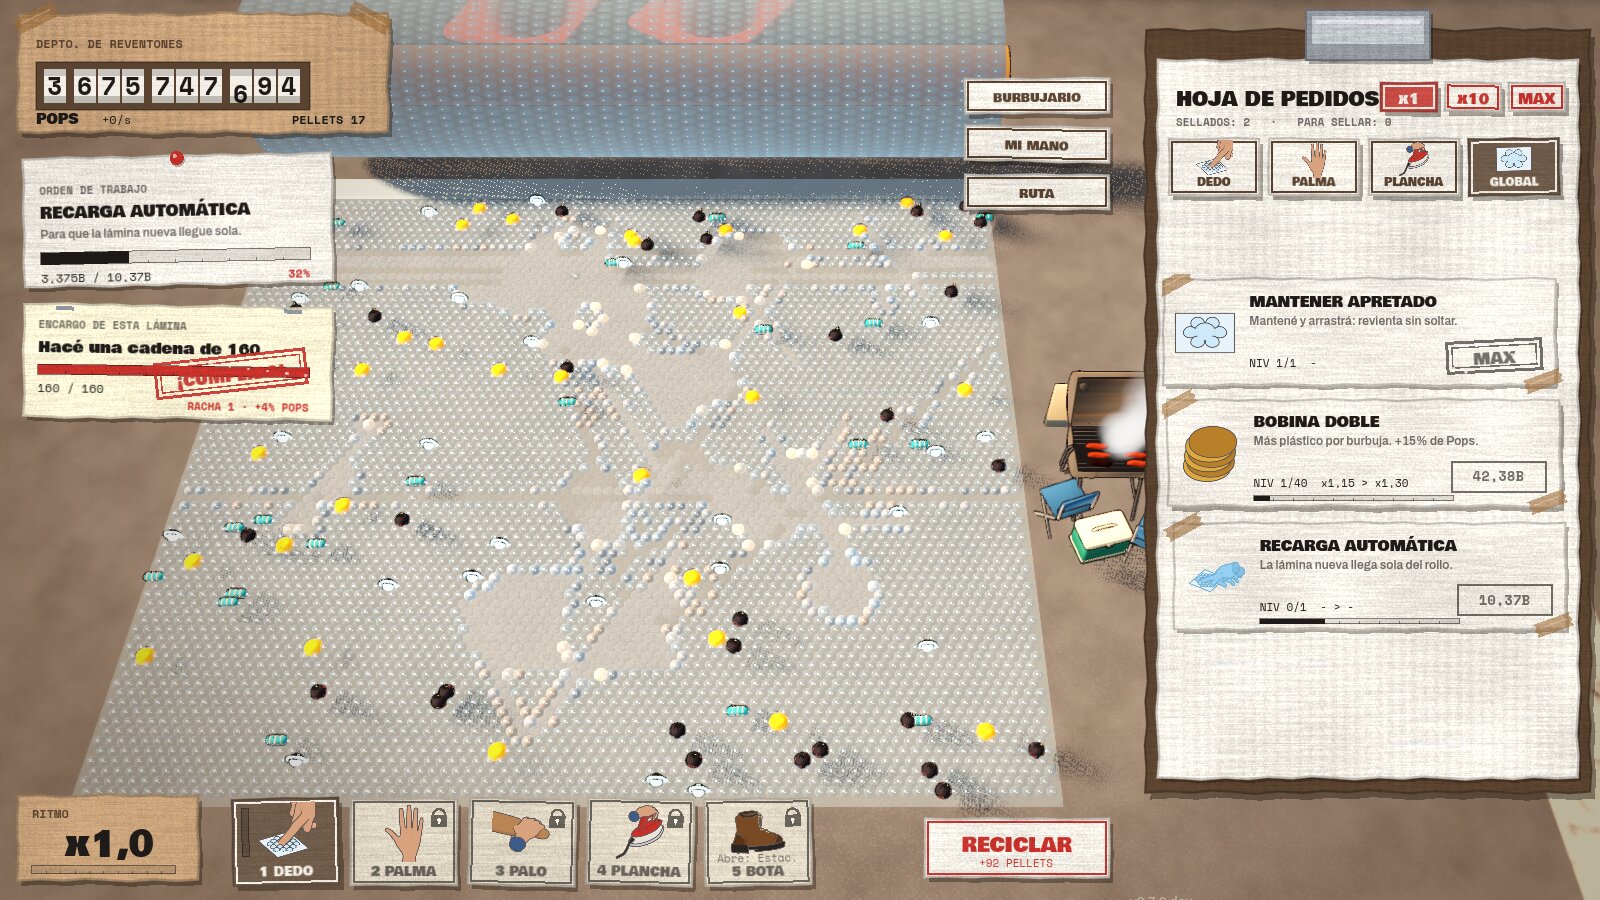 DEPTO. DE REVENTONES
3 675 747 694
POPS +0/s PELLETS 17
ORDEN DE TRABAJO
RECARGA AUTOMÁTICA
Para que la lámina nueva llegue sola.
3,375B / 10,37B 32%
ENCARGO DE ESTA LÁMINA
Hacé una cadena de 160
160 / 160
RACHA 1 · +4% POPS
BURBUJARIO
MI MANO
RUTA
HOJA DE PEDIDOS
x1 x10 MAX
SELLADOS: 2 · PARA SELLAR: 0
DEDO PALMA PLANCHA GLOBAL
MANTENER APRETADO
Mantené y arrastrá: revienta sin soltar.
NIV 1/1 -
MAX
BOBINA DOBLE
Más plástico por burbuja. +15% de Pops.
NIV 1/40 x1,15 > x1,30
42,38B
RECARGA AUTOMÁTICA
La lámina nueva llega sola del rollo.
NIV 0/1 - > -
10,37B
RITMO
x1,0
1 DEDO
2 PALMA
3 PALO
4 PLANCHA
Abre: Estac.
5 BOTA
RECICLAR
+92 PELLETS